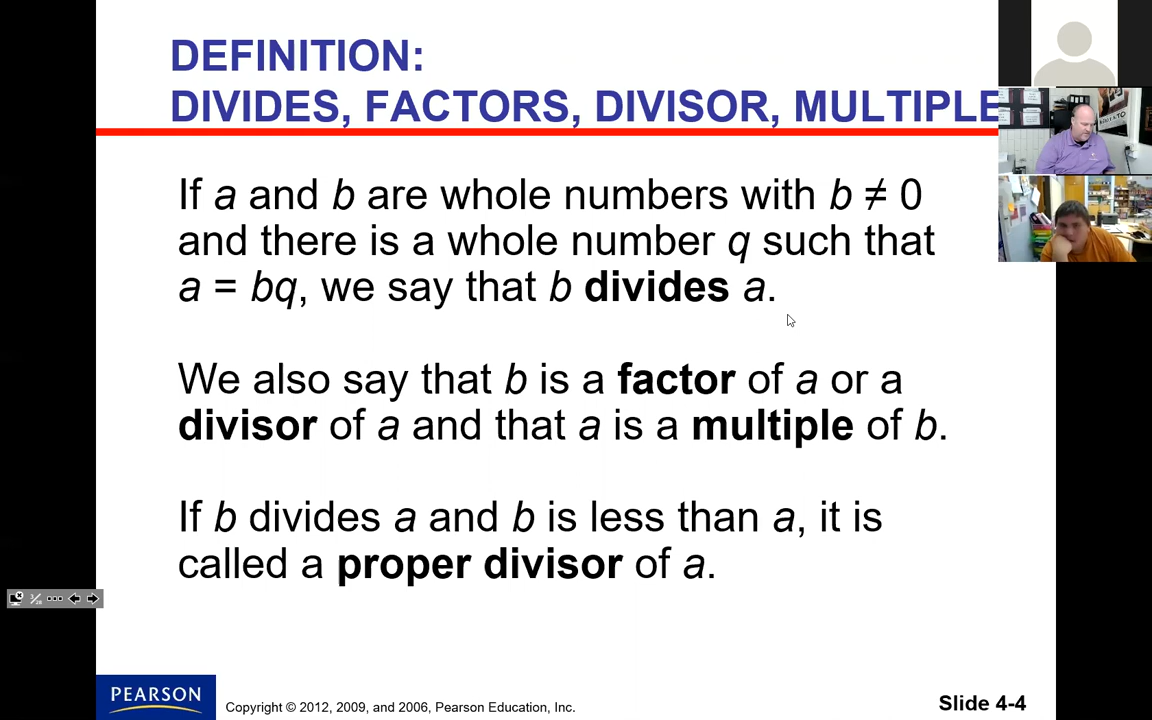 DEFINITION:
DIVIDES, FACTORS, DIVISOR, MULTIPLE
If a and b are whole numbers with b ≠ 0
and there is a whole number q such that
a = bq, we say that b divides a.
We also say that b is a factor of a or a
divisor of a and that a is a multiple of b.
If b divides a and b is less than a, it is
called a proper divisor of a.
PEARSON
Copyright © 2012, 2009, and 2006, Pearson Education, Inc.
Slide 4-4